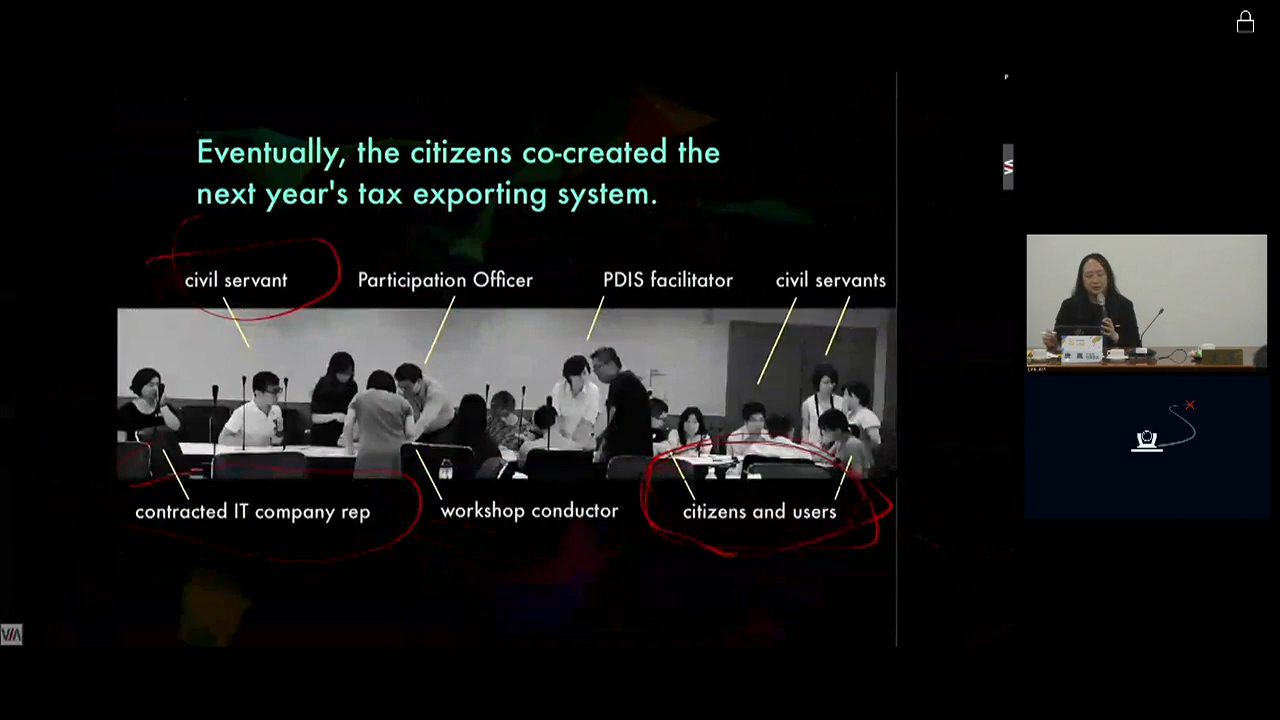 Eventually, the citizens co-created the
next year's tax exporting system.
civil servant
Participation Officer
PDIS facilitator
civil servants
contracted IT company rep
workshop conductor
citizens and users